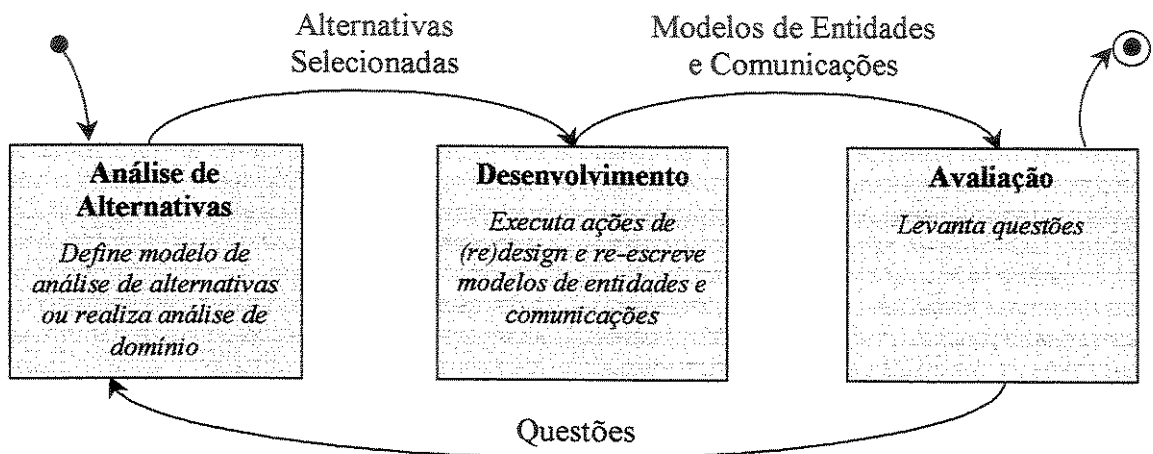 Alternativas
Selecionadas
Modelos de Entidades
e Comunicações
Análise de
Alternativas
Define modelo de
análise de alternativas
ou realiza análise de
domínio
Desenvolvimento
Executa ações de
(re)design e re-escreve
modelos de entidades e
comunicações
Avaliação
Levanta questões
Questões